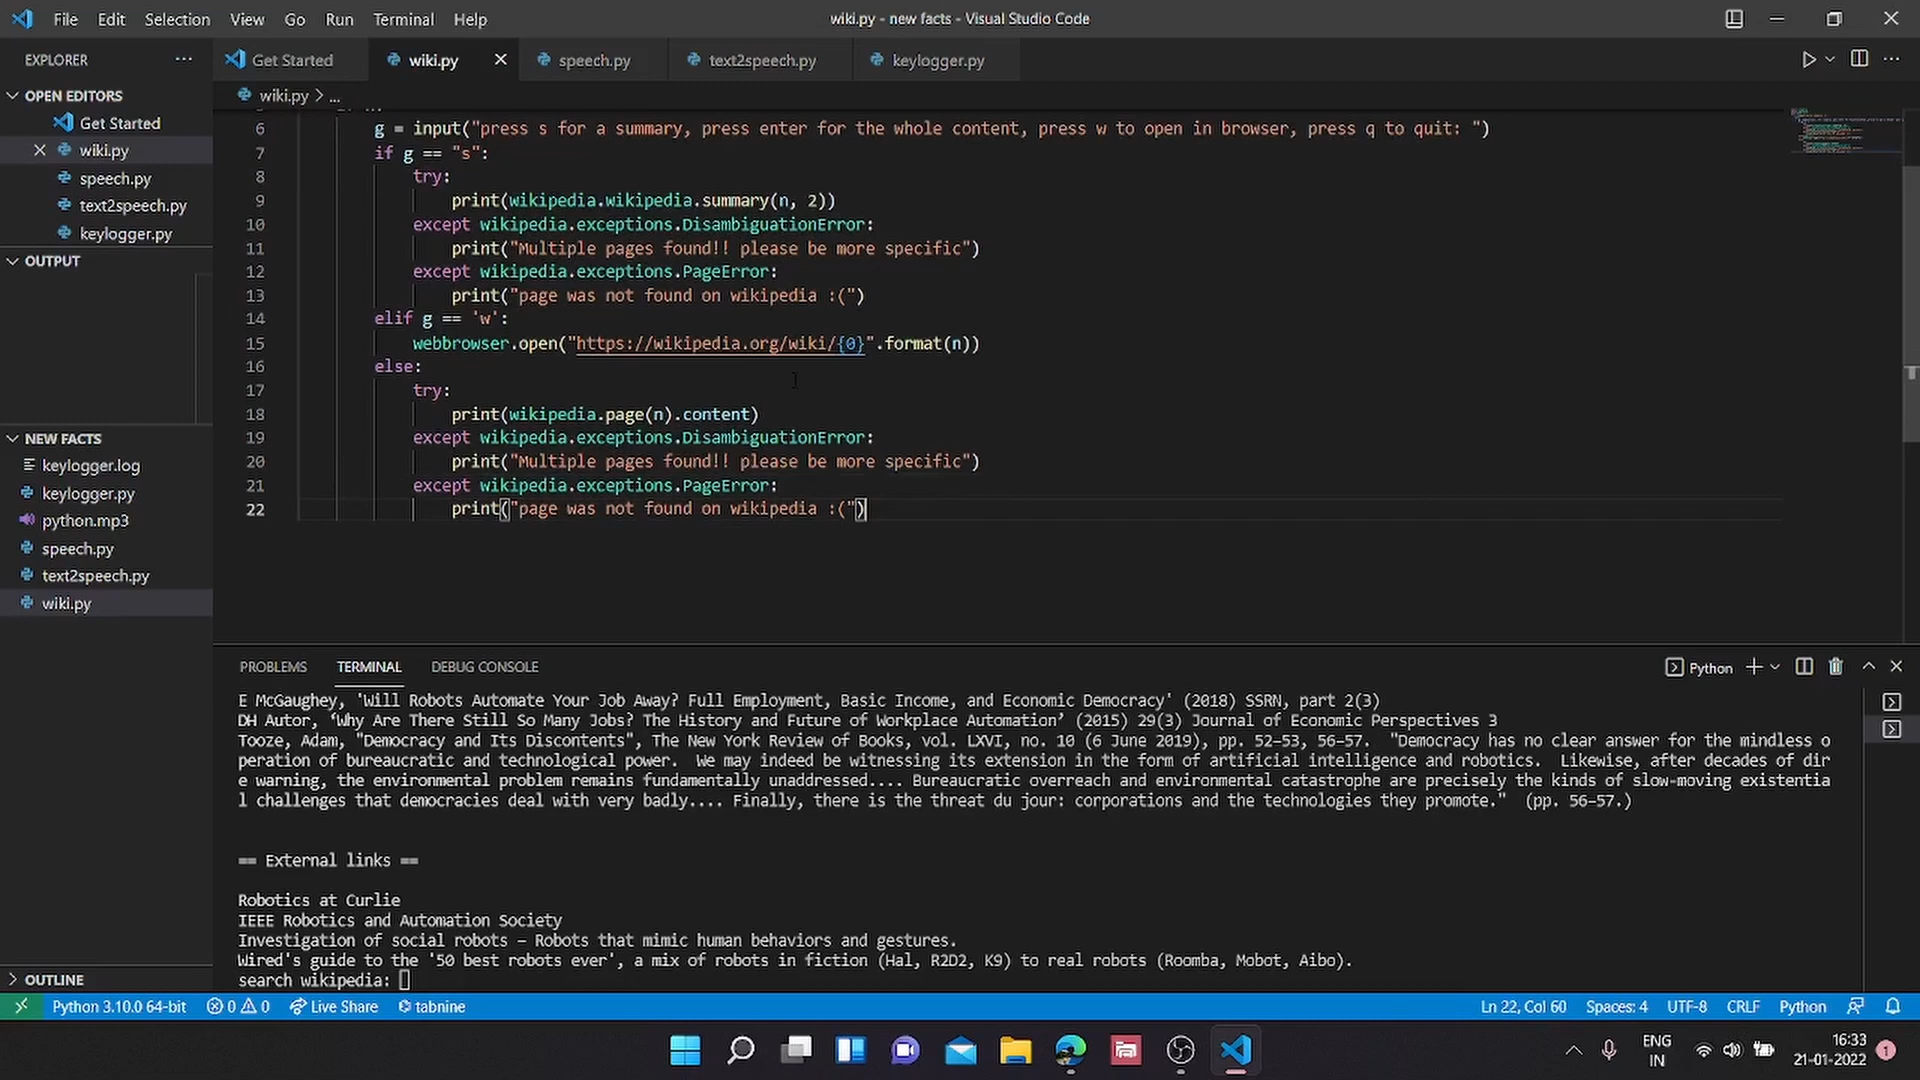 File Edit Selection View Go Run Terminal Help
wiki.py - new facts - Visual Studio Code
EXPLORER
OPEN EDITORS
Get Started
wiki.py
speech.py
text2speech.py
keylogger.py
OUTPUT
NEW FACTS
keylogger.log
keylogger.py
python.mp3
speech.py
text2speech.py
wiki.py
OUTLINE
Get Started wiki.py speech.py text2speech.py keylogger.py
wiki.py > ...
6 g = input("press s for a summary, press enter for the whole content, press w to open in browser, press q to quit: ")
7 if g == "s":
8 try:
9 print(wikipedia.wikipedia.summary(n, 2))
10 except wikipedia.exceptions.DisambiguationError:
11 print("Multiple pages found!! please be more specific")
12 except wikipedia.exceptions.PageError:
13 print("page was not found on wikipedia :(")
14 elif g == 'w':
15 webbrowser.open("https://wikipedia.org/wiki/{0}".format(n))
16 else:
17 try:
18 print(wikipedia.page(n).content)
19 except wikipedia.exceptions.DisambiguationError:
20 print("Multiple pages found!! please be more specific")
21 except wikipedia.exceptions.PageError:
22 print("page was not found on wikipedia :(")
PROBLEMS TERMINAL DEBUG CONSOLE
Python
E McGaughey, 'Will Robots Automate Your Job Away? Full Employment, Basic Income, and Economic Democracy' (2018) SSRN, part 2(3)
DH Autor, ‘Why Are There Still So Many Jobs? The History and Future of Workplace Automation’ (2015) 29(3) Journal of Economic Perspectives 3
Tooze, Adam, "Democracy and Its Discontents", The New York Review of Books, vol. LXVI, no. 10 (6 June 2019), pp. 52–53, 56–57.  "Democracy has no clear answer for the mindless o
peration of bureaucratic and technological power.  We may indeed be witnessing its extension in the form of artificial intelligence and robotics.  Likewise, after decades of dir
e warning, the environmental problem remains fundamentally unaddressed.... Bureaucratic overreach and environmental catastrophe are precisely the kinds of slow-moving existentia
l challenges that democracies deal with very badly.... Finally, there is the threat du jour: corporations and the technologies they promote."  (pp. 56–57.)
== External links ==
Robotics at Curlie
IEEE Robotics and Automation Society
Investigation of social robots – Robots that mimic human behaviors and gestures.
Wired's guide to the '50 best robots ever', a mix of robots in fiction (Hal, R2D2, K9) to real robots (Roomba, Mobot, Aibo).
search wikipedia:
Python 3.10.0 64-bit 0 0 Live Share tabnine
Ln 22, Col 60 Spaces: 4 UTF-8 CRLF Python
ENG
IN
16:33
21-01-2022
1